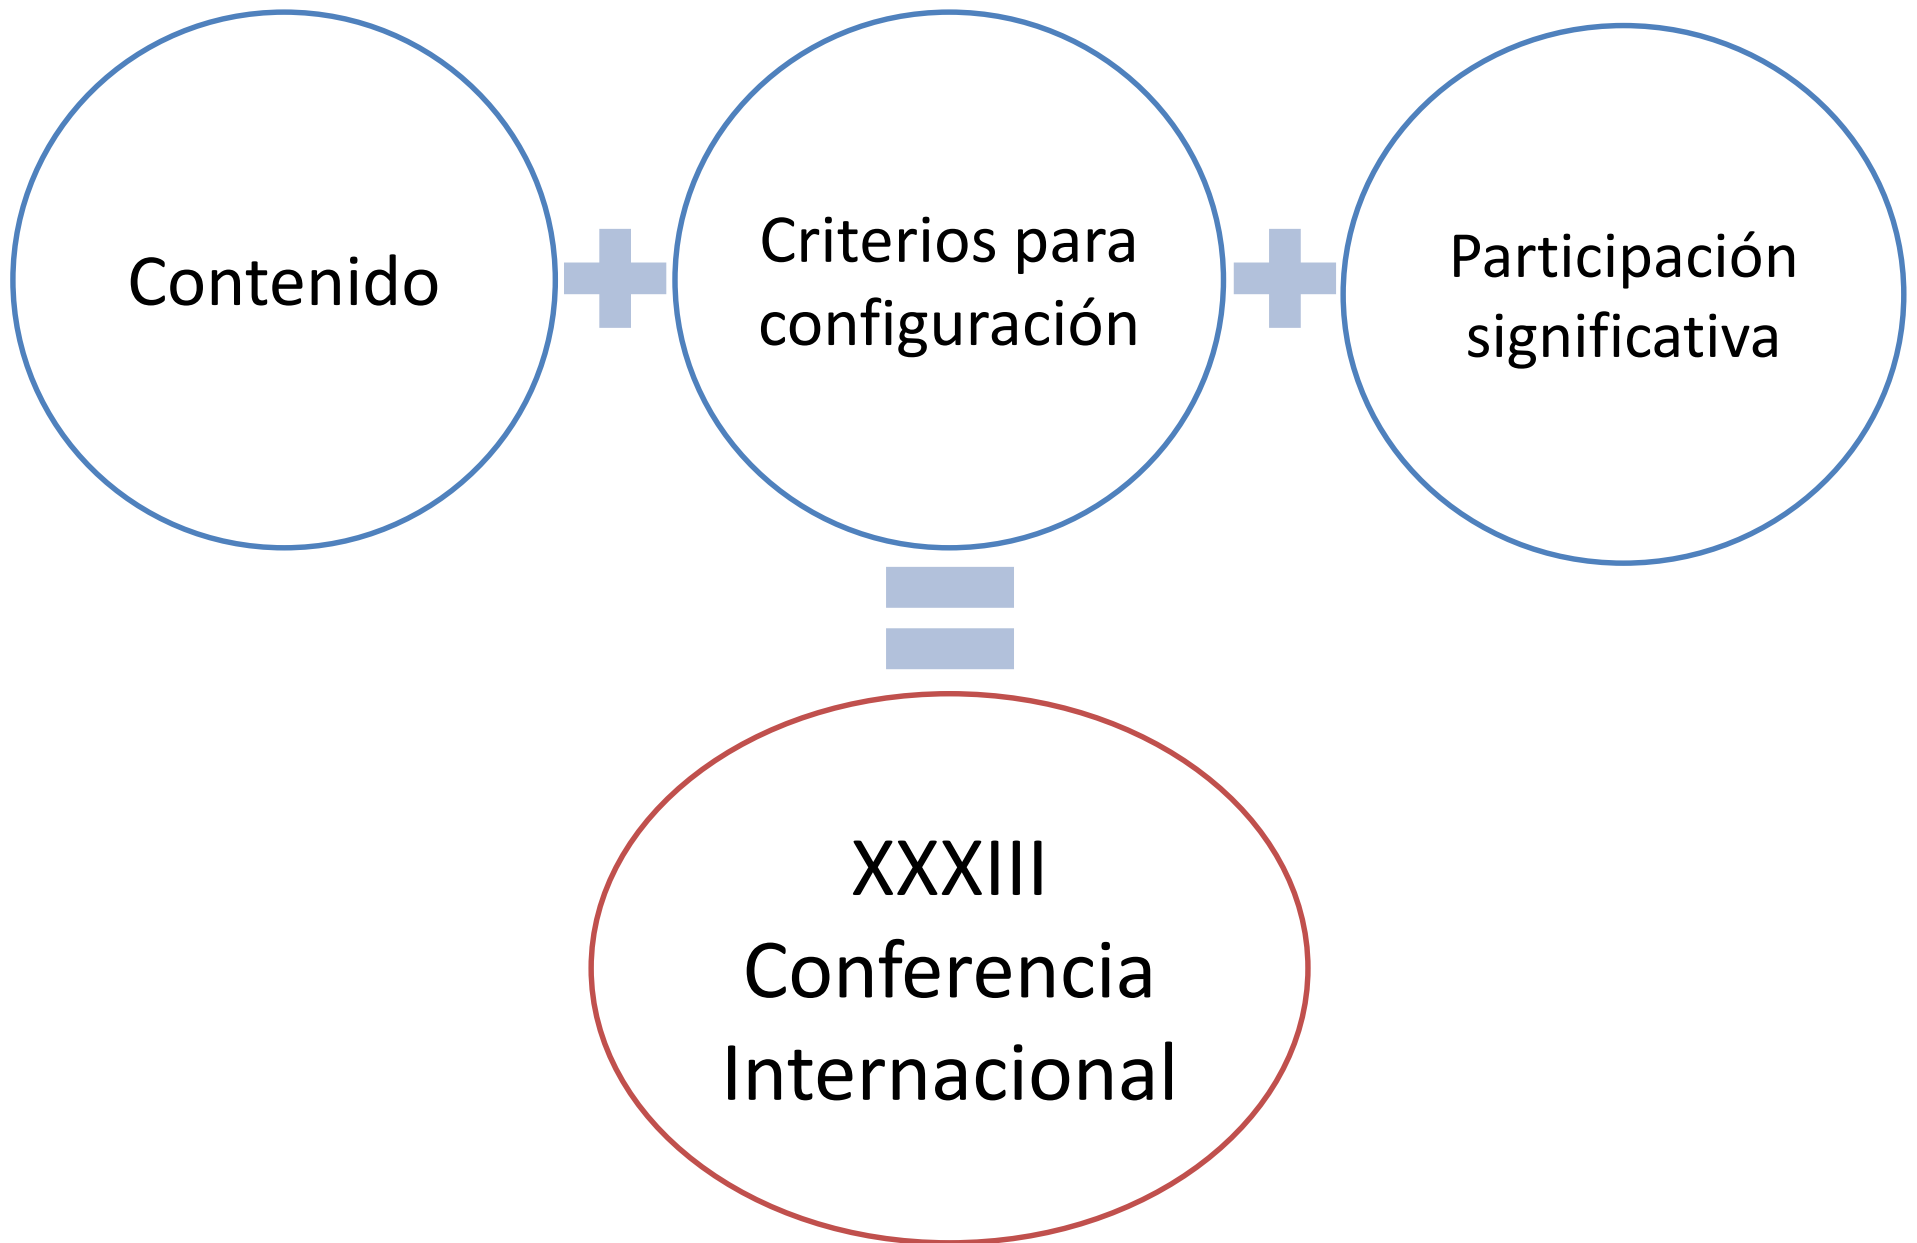 Contenido
Criterios para
configuración
Participación
significativa
XXXIII
Conferencia
Internacional